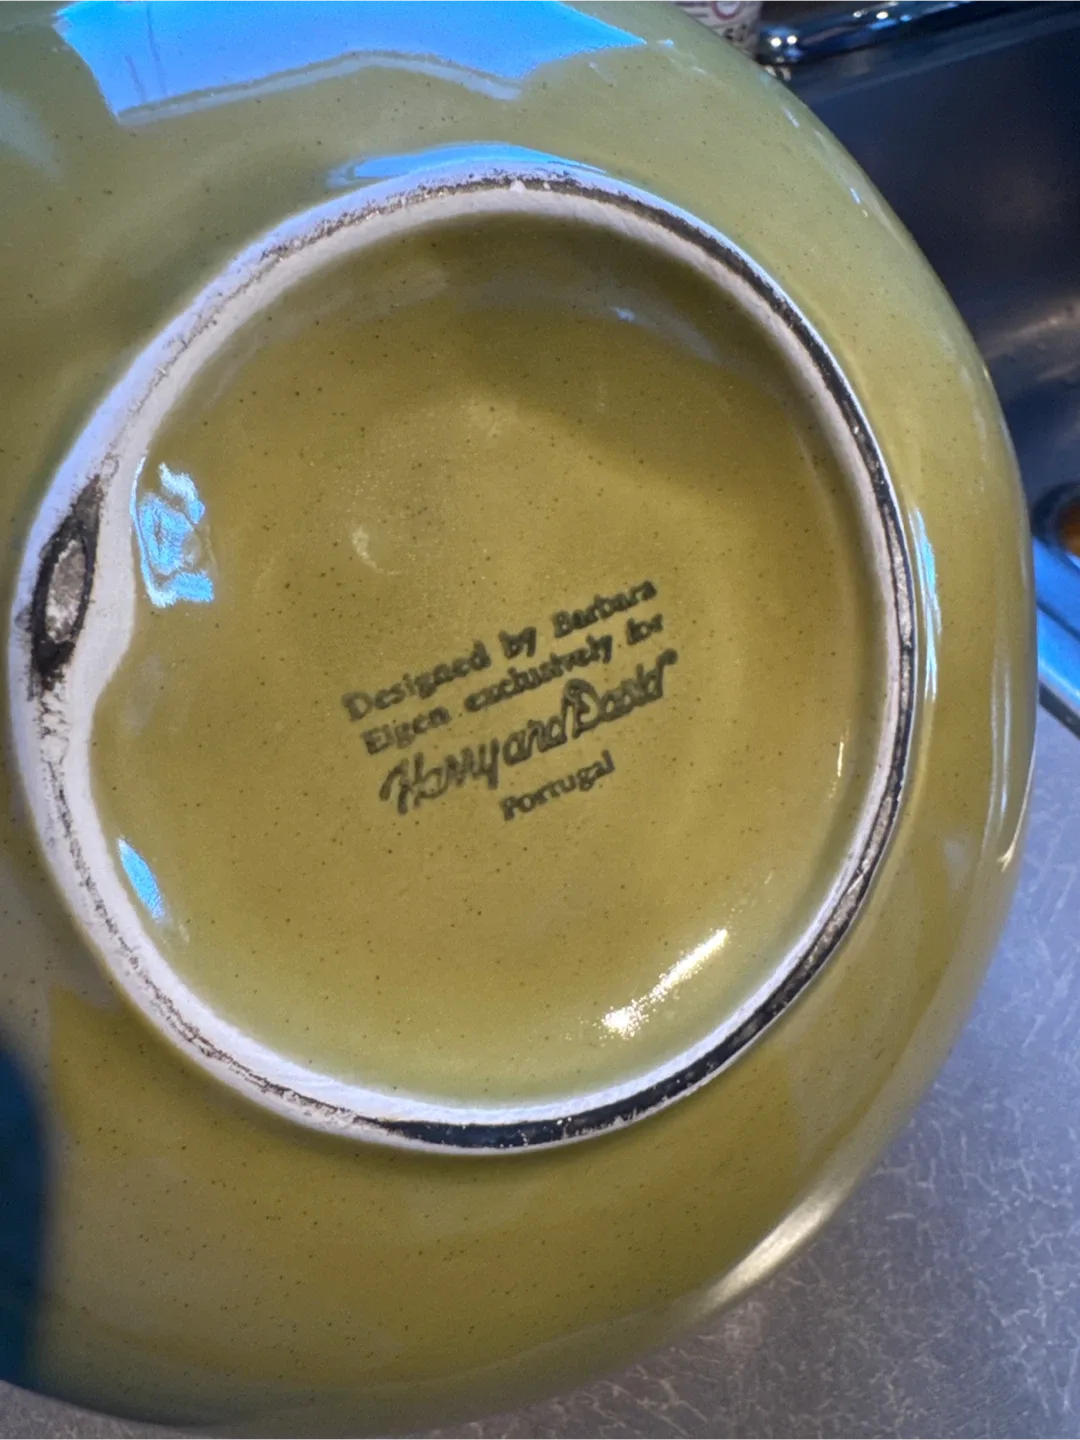 Designed by Barbara
Eigen exclusively for
Harry and David®
Portugal